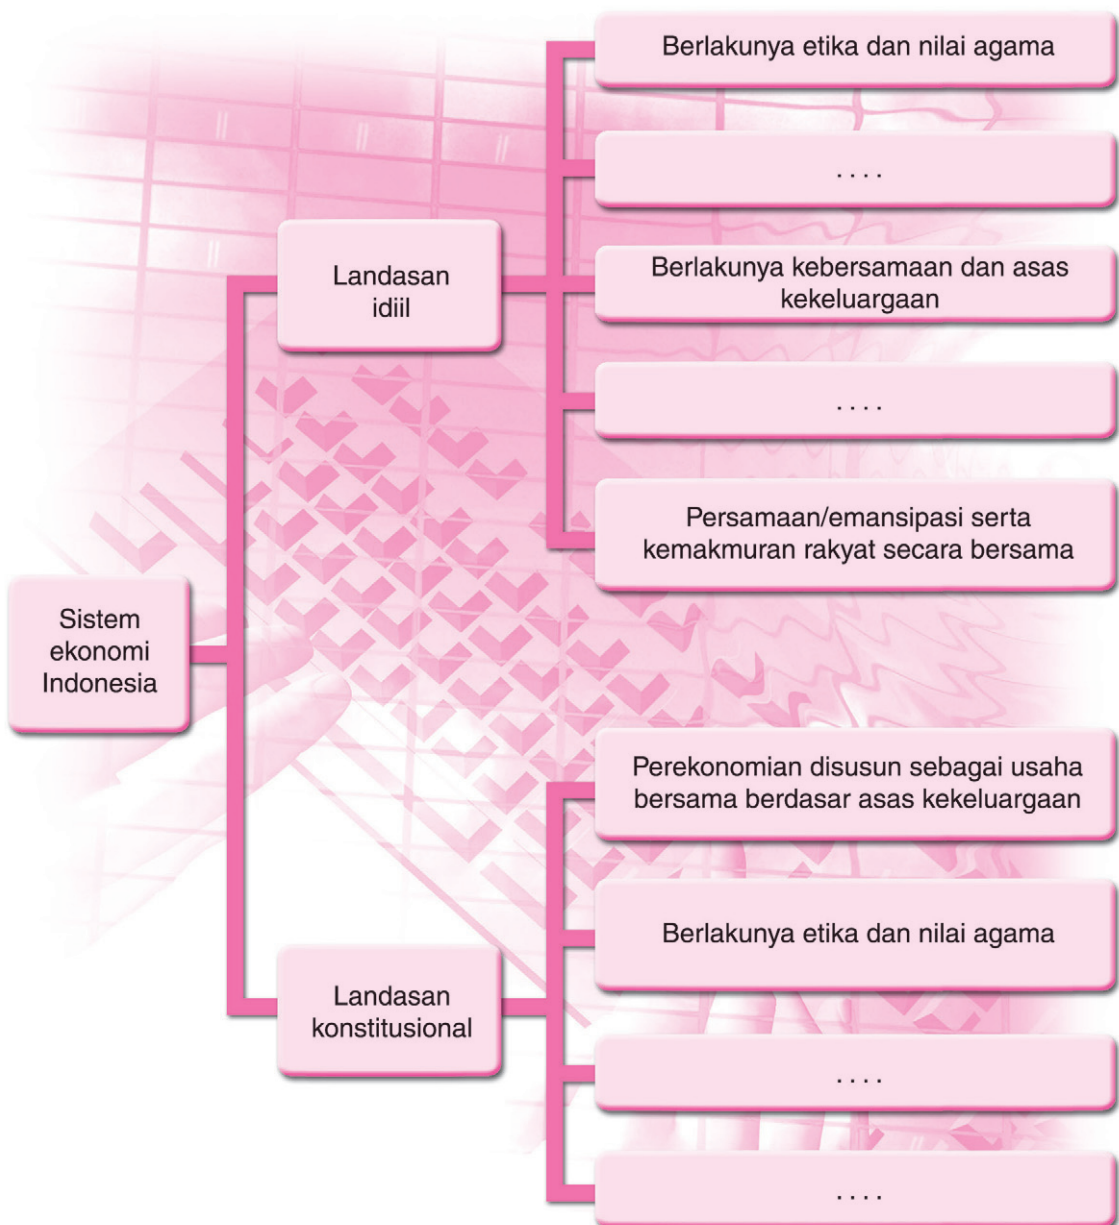 Berlakunya etika dan nilai agama
. . . .
Landasan
idiil
Berlakunya kebersamaan dan asas
kekeluargaan
. . . .
Persamaan/emansipasi serta
kemakmuran rakyat secara bersama
Sistem
ekonomi
Indonesia
Perekonomian disusun sebagai usaha
bersama berdasar asas kekeluargaan
Berlakunya etika dan nilai agama
Landasan
konstitusional
. . . .
. . . .